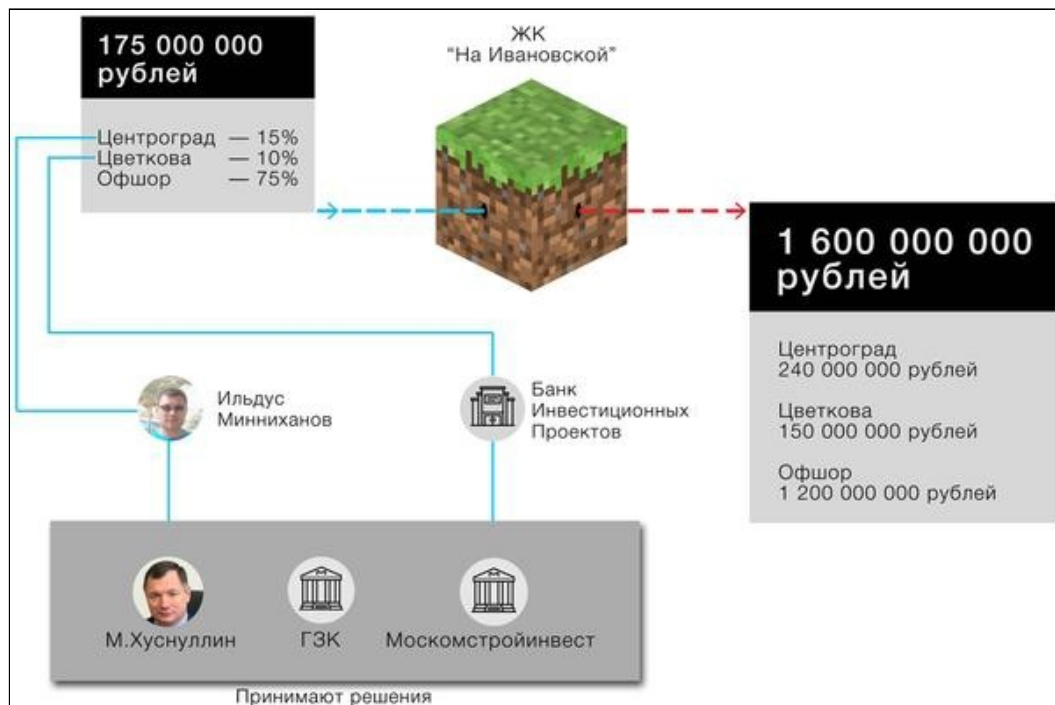 175 000 000
рублей
Центроград — 15%
Цветкова — 10%
Офшор — 75%
ЖК
"На Ивановской"
1 600 000 000
рублей
Центроград
240 000 000 рублей
Цветкова
150 000 000 рублей
Офшор
1 200 000 000 рублей
Ильдус
Минниханов
Банк
Инвестиционных
Проектов
М.Хуснуллин
ГЗК
Москомстройинвест
Принимают решения